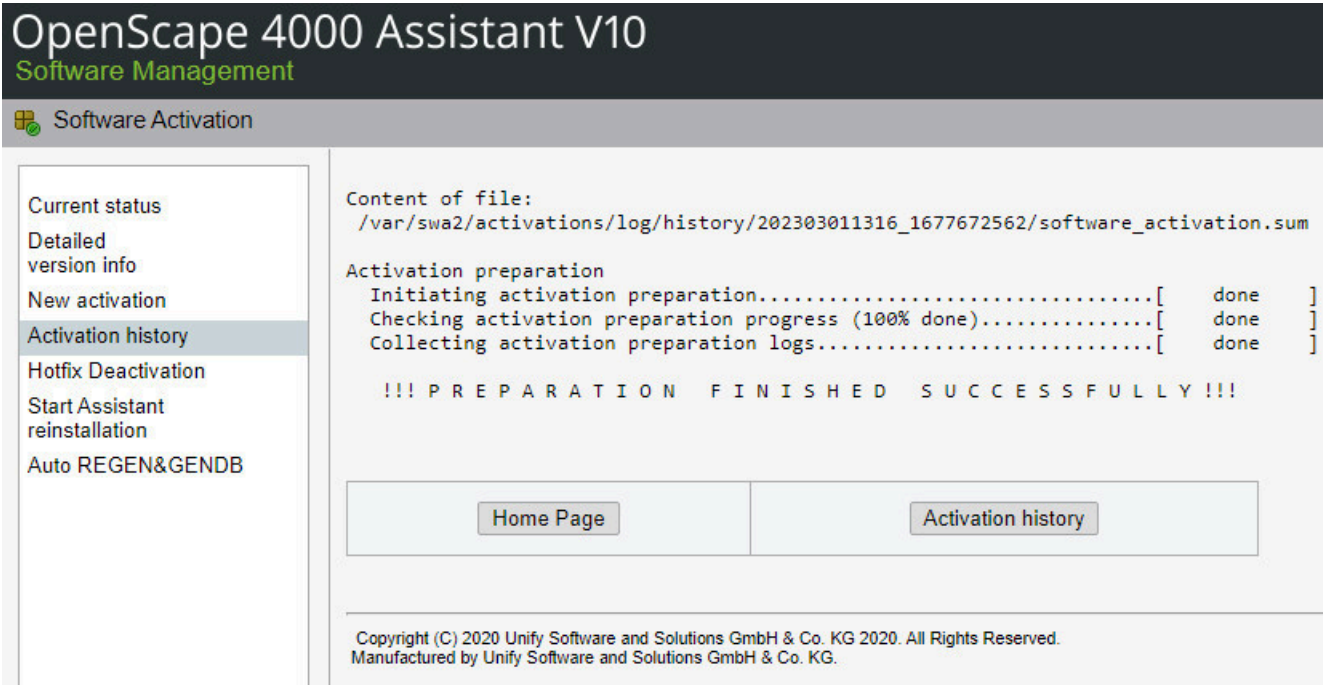 OpenScape 4000 Assistant V10
Software Management
Software Activation
Current status
Detailed
version info
New activation
Activation history
Hotfix Deactivation
Start Assistant
reinstallation
Auto REGEN&GENDB
Content of file:
/var/swa2/activations/log/history/202303011316_1677672562/software_activation.sum
Activation preparation
Initiating activation preparation.................................[ done ]
Checking activation preparation progress (100% done)...............[ done ]
Collecting activation preparation logs............................[ done ]
!!! P R E P A R A T I O N F I N I S H E D S U C C E S S F U L L Y !!!
Home Page
Activation history
Copyright (C) 2020 Unify Software and Solutions GmbH & Co. KG 2020. All Rights Reserved.
Manufactured by Unify Software and Solutions GmbH & Co. KG.